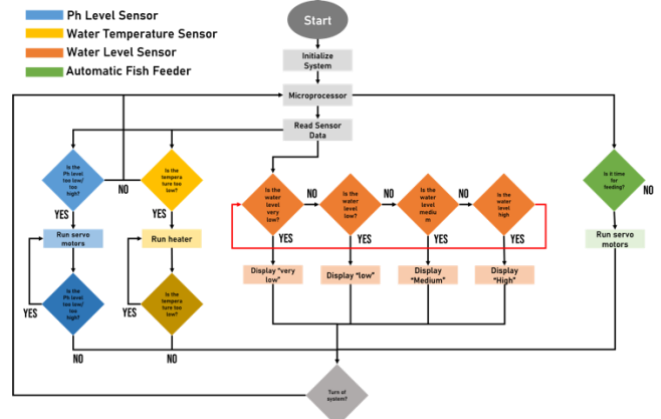 Ph Level Sensor
Water Temperature Sensor
Water Level Sensor
Automatic Fish Feeder
Start
Initialize
System
Microprocessor
Read Sensor
Data
Is the
Ph level
too low/
too
high?
NO
Is the
tempera
ture too
low?
Is the
water
level
very
low?
NO
Is the
water
level
low?
NO
Is the
water
level
mediu
m
NO
Is the
water
level
high
Is it time
for
feeding?
NO
YES
YES
YES
YES
YES
YES
Run servo
motors
Run heater
Run servo
motors
Display "very
low"
Display "low"
Display
"Medium"
Display
"High"
Is the
Ph level
too low/
too
high?
Is the
tempera
ture too
low?
YES
YES
NO
NO
Turn of
system?